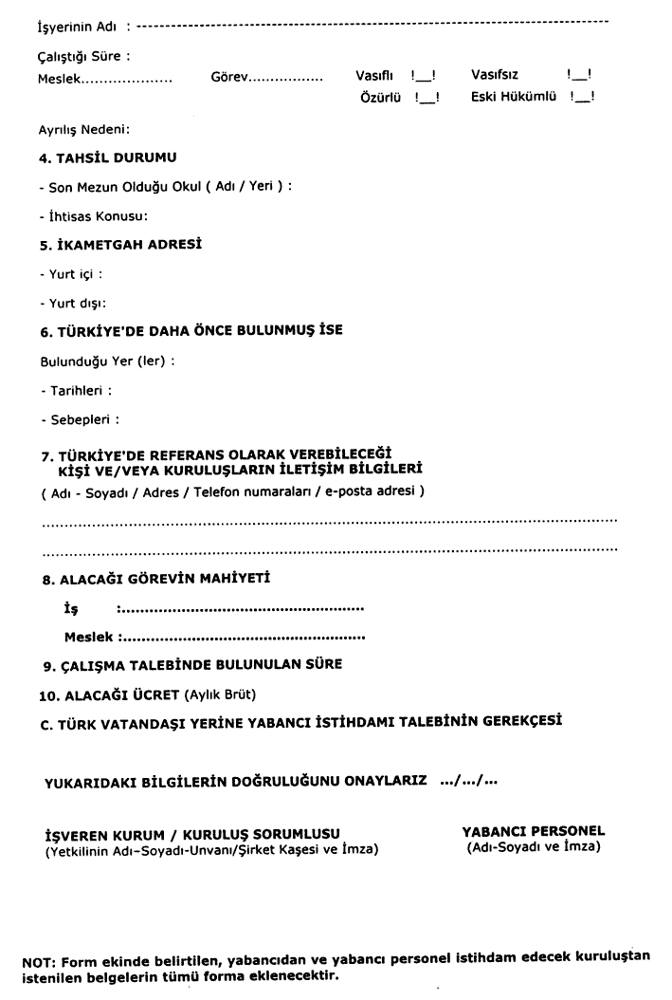 İşyerinin Adı : --------------------------------------------------------------------------------
Çalıştığı Süre :
Meslek.................... Görev................. Vasıflı !__! Vasıfsız !__!
Özürlü !__! Eski Hükümlü !__!
Ayrılış Nedeni:
4. TAHSİL DURUMU
- Son Mezun Olduğu Okul ( Adı / Yeri ) :
- İhtisas Konusu:
5. İKAMETGAH ADRESİ
- Yurt içi :
- Yurt dışı:
6. TÜRKİYE'DE DAHA ÖNCE BULUNMUŞ İSE
Bulunduğu Yer (ler) :
- Tarihleri :
- Sebepleri :
7. TÜRKİYE'DE REFERANS OLARAK VEREBİLECEĞİ
KİŞİ VE/VEYA KURULUŞLARIN İLETİŞİM BİLGİLERİ
( Adı - Soyadı / Adres / Telefon numaraları / e-posta adresi )
................................................................................................................................
................................................................................................................................
8. ALACAĞI GÖREVİN MAHİYETİ
İş :......................................................
Meslek :......................................................
9. ÇALIŞMA TALEBİNDE BULUNULAN SÜRE
10. ALACAĞI ÜCRET (Aylık Brüt)
C. TÜRK VATANDAŞI YERİNE YABANCI İSTİHDAMI TALEBİNİN GEREKÇESİ
YUKARIDAKI BİLGİLERİN DOĞRULUĞUNU ONAYLARIZ .../.../...
İŞVEREN KURUM / KURULUŞ SORUMLUSU YABANCI PERSONEL
(Yetkilinin Adı–Soyadı-Unvanı/Şirket Kaşesi ve İmza) (Adı-Soyadı ve İmza)
NOT: Form ekinde belirtilen, yabancıdan ve yabancı personel istihdam edecek kuruluştan
istenilen belgelerin tümü forma eklenecektir.